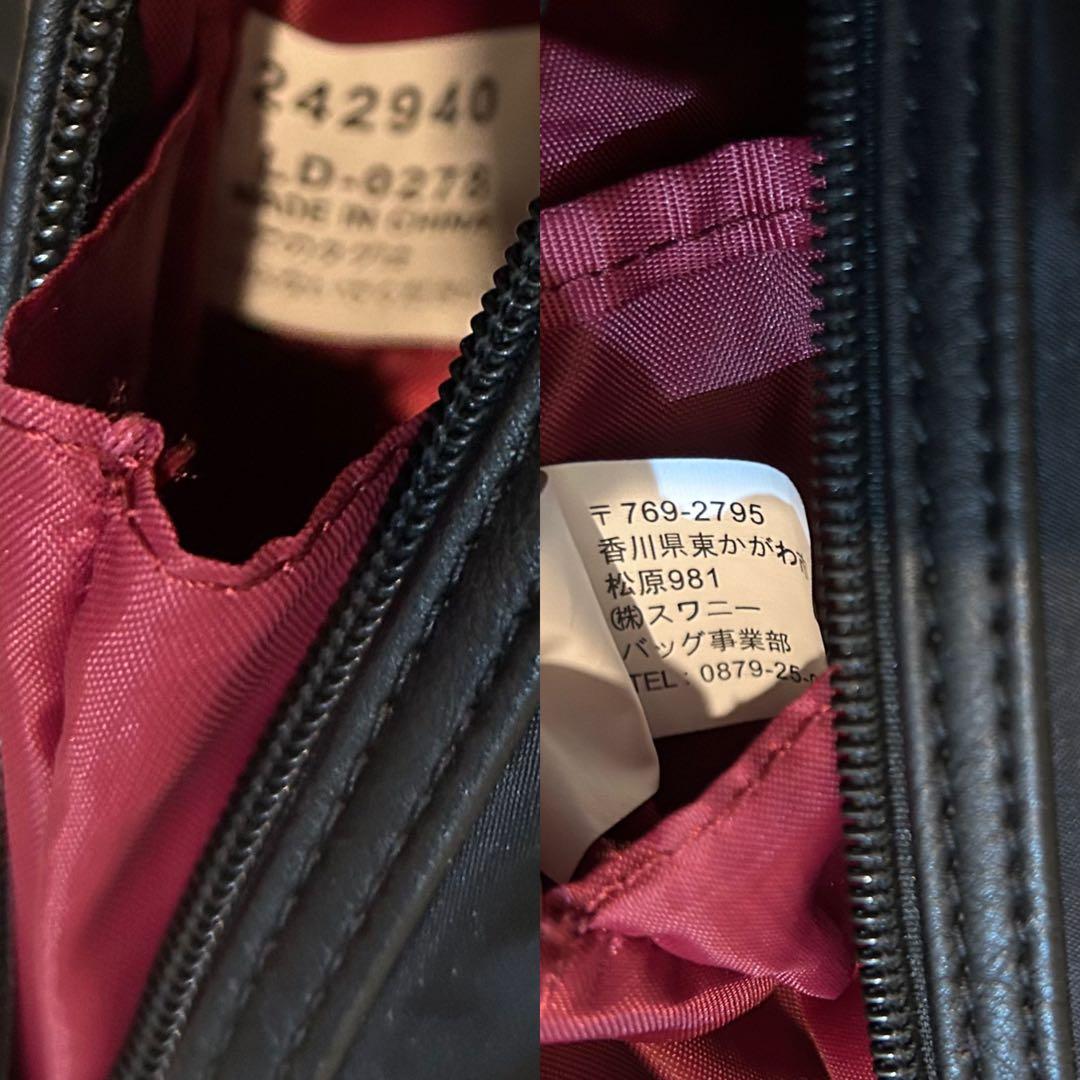 242940
LD-0278
MADE IN CHINA
〒769-2795
香川県東かがわ市
松原981
㈱スワニー
バッグ事業部
TEL: 0879-25-